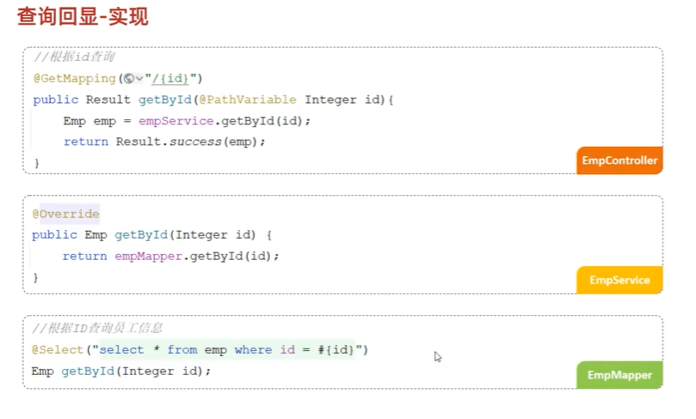 查询回显-实现
//根据id查询
@GetMapping("/{id}")
public Result getById(@PathVariable Integer id){
Emp emp = empService.getById(id);
return Result.success(emp);
}
EmpController
@Override
public Emp getById(Integer id) {
return empMapper.getById(id);
}
EmpService
//根据ID查询员工信息
@Select("select * from emp where id = #{id}")
Emp getById(Integer id);
EmpMapper